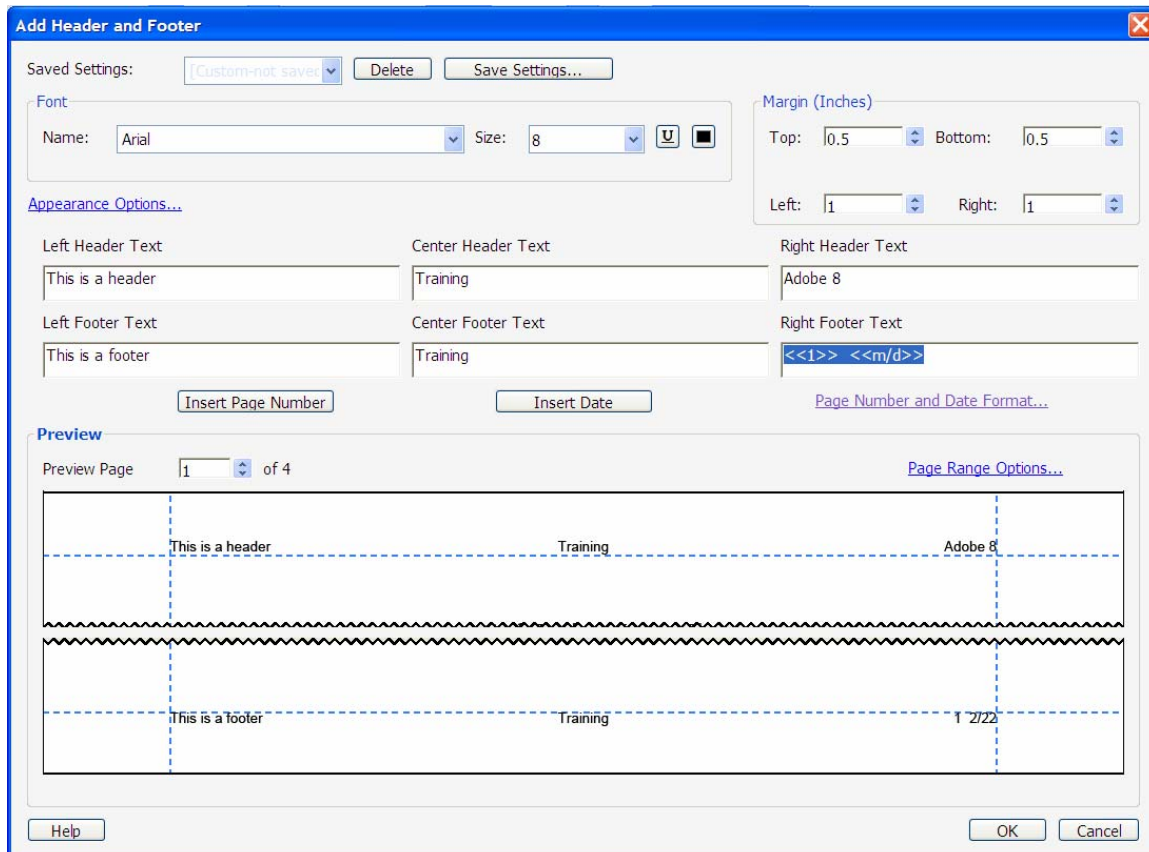 Add Header and Footer
Saved Settings: [Custom-not saved Delete Save Settings...
Font
Margin (Inches)
Name: Arial Size: 8 U
Top: 0.5 Bottom: 0.5
Appearance Options...
Left: 1 Right: 1
Left Header Text Center Header Text Right Header Text
This is a header Training Adobe 8
Left Footer Text Center Footer Text Right Footer Text
This is a footer Training <<1>> <<m/d>>
Insert Page Number Insert Date Page Number and Date Format...
Preview
Preview Page 1 of 4 Page Range Options...
This is a header Training Adobe 8
This is a footer Training 1 2/22
Help OK Cancel